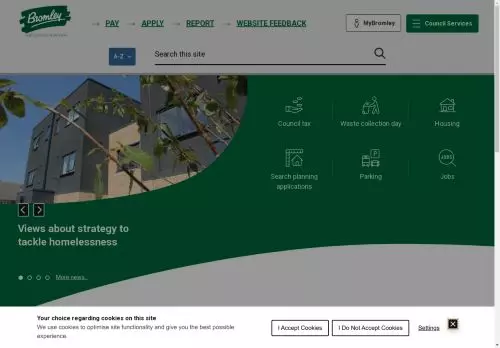 Bromley
PAY
APPLY
REPORT
WEBSITE FEEDBACK
MyBromley
Council Services
A-Z
Search this site
Council tax
Waste collection day
Housing
Search planning
applications
Parking
JOBS
Jobs
Views about strategy to
tackle homelessness
More news..
Your choice regarding cookies on this site
We use cookies to optimise site functionality and give you the best possible
experience.
I Accept Cookies
I Do Not Accept Cookies
Settings